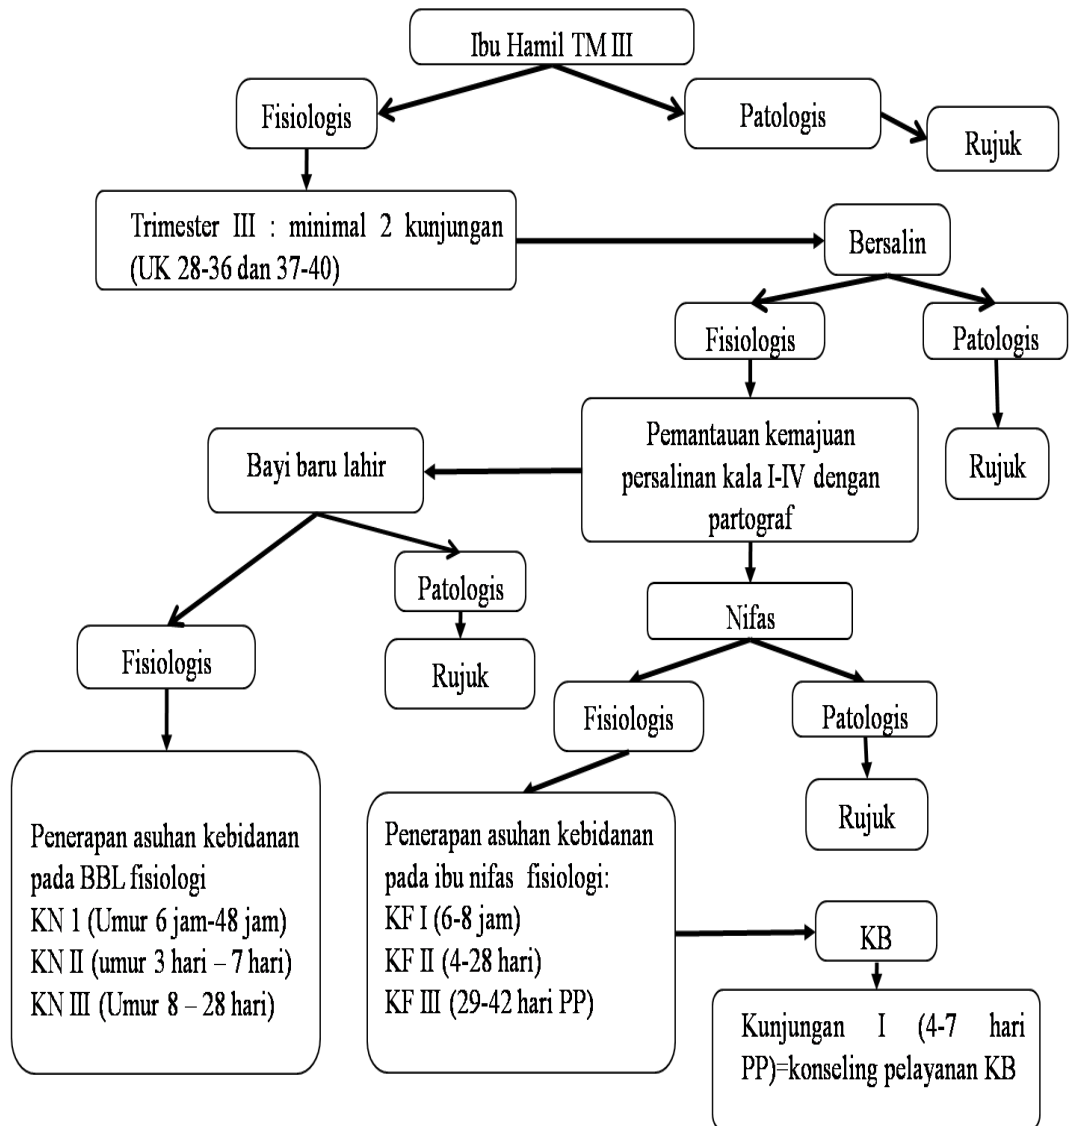 Ibu Hamil TM III
Fisiologis
Patologis
Rujuk
Trimester III : minimal 2 kunjungan
(UK 28-36 dan 37-40)
Bersalin
Fisiologis
Patologis
Rujuk
Pemantauan kemajuan
persalinan kala I-IV dengan
partograf
Bayi baru lahir
Patologis
Rujuk
Fisiologis
Nifas
Fisiologis
Patologis
Rujuk
Penerapan asuhan kebidanan
pada BBL fisiologi
KN 1 (Umur 6 jam-48 jam)
KN II (umur 3 hari – 7 hari)
KN III (Umur 8 – 28 hari)
Penerapan asuhan kebidanan
pada ibu nifas fisiologi:
KF I (6-8 jam)
KF II (4-28 hari)
KF III (29-42 hari PP)
KB
Kunjungan I (4-7 hari
PP)=konseling pelayanan KB